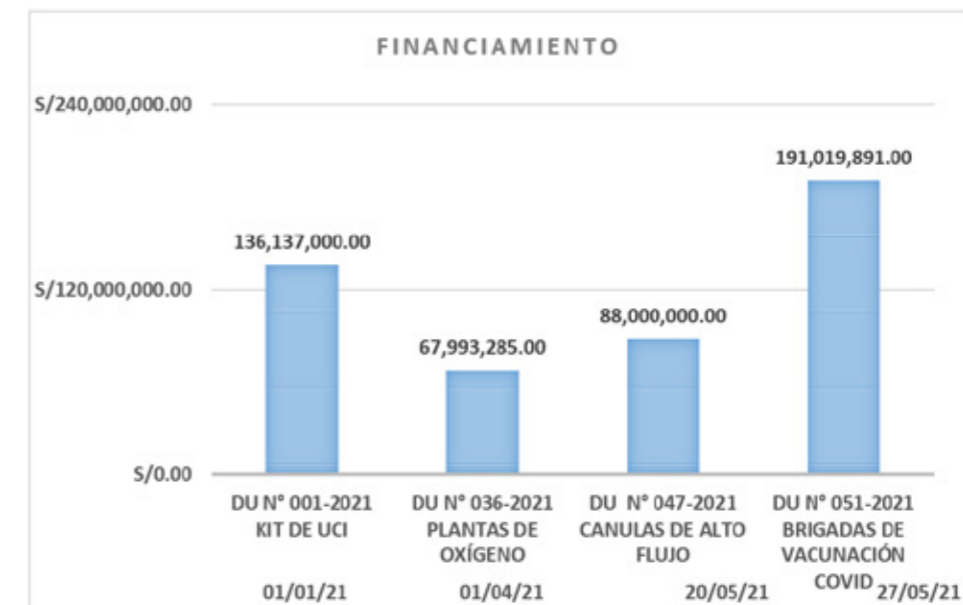 FINANCIAMIENTO
S/240,000,000.00
191,019,891.00
136,137,000.00
S/120,000,000.00
88,000,000.00
67,993,285.00
S/0.00
DU N° 001-2021
KIT DE UCI
01/01/21
DU N° 036-2021
PLANTAS DE
OXÍGENO
01/04/21
DU N° 047-2021
CANULAS DE ALTO
FLUJO
20/05/21
DU N° 051-2021
BRIGADAS DE
VACUNACIÓN
COVID
27/05/21